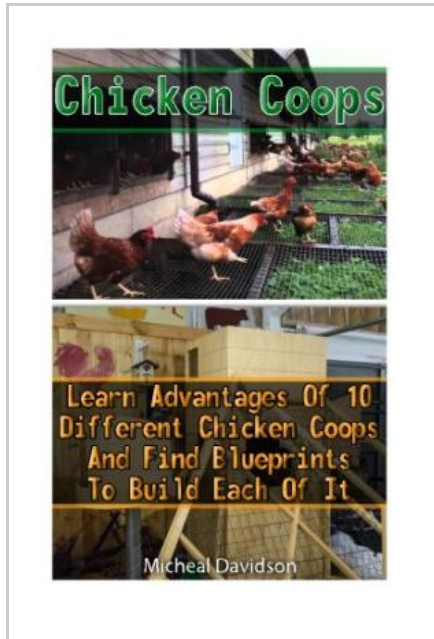 Chicken Coops
Learn Advantages Of 10
Different Chicken Coops
And Find Blueprints
To Build Each Of It
Micheal Davidson